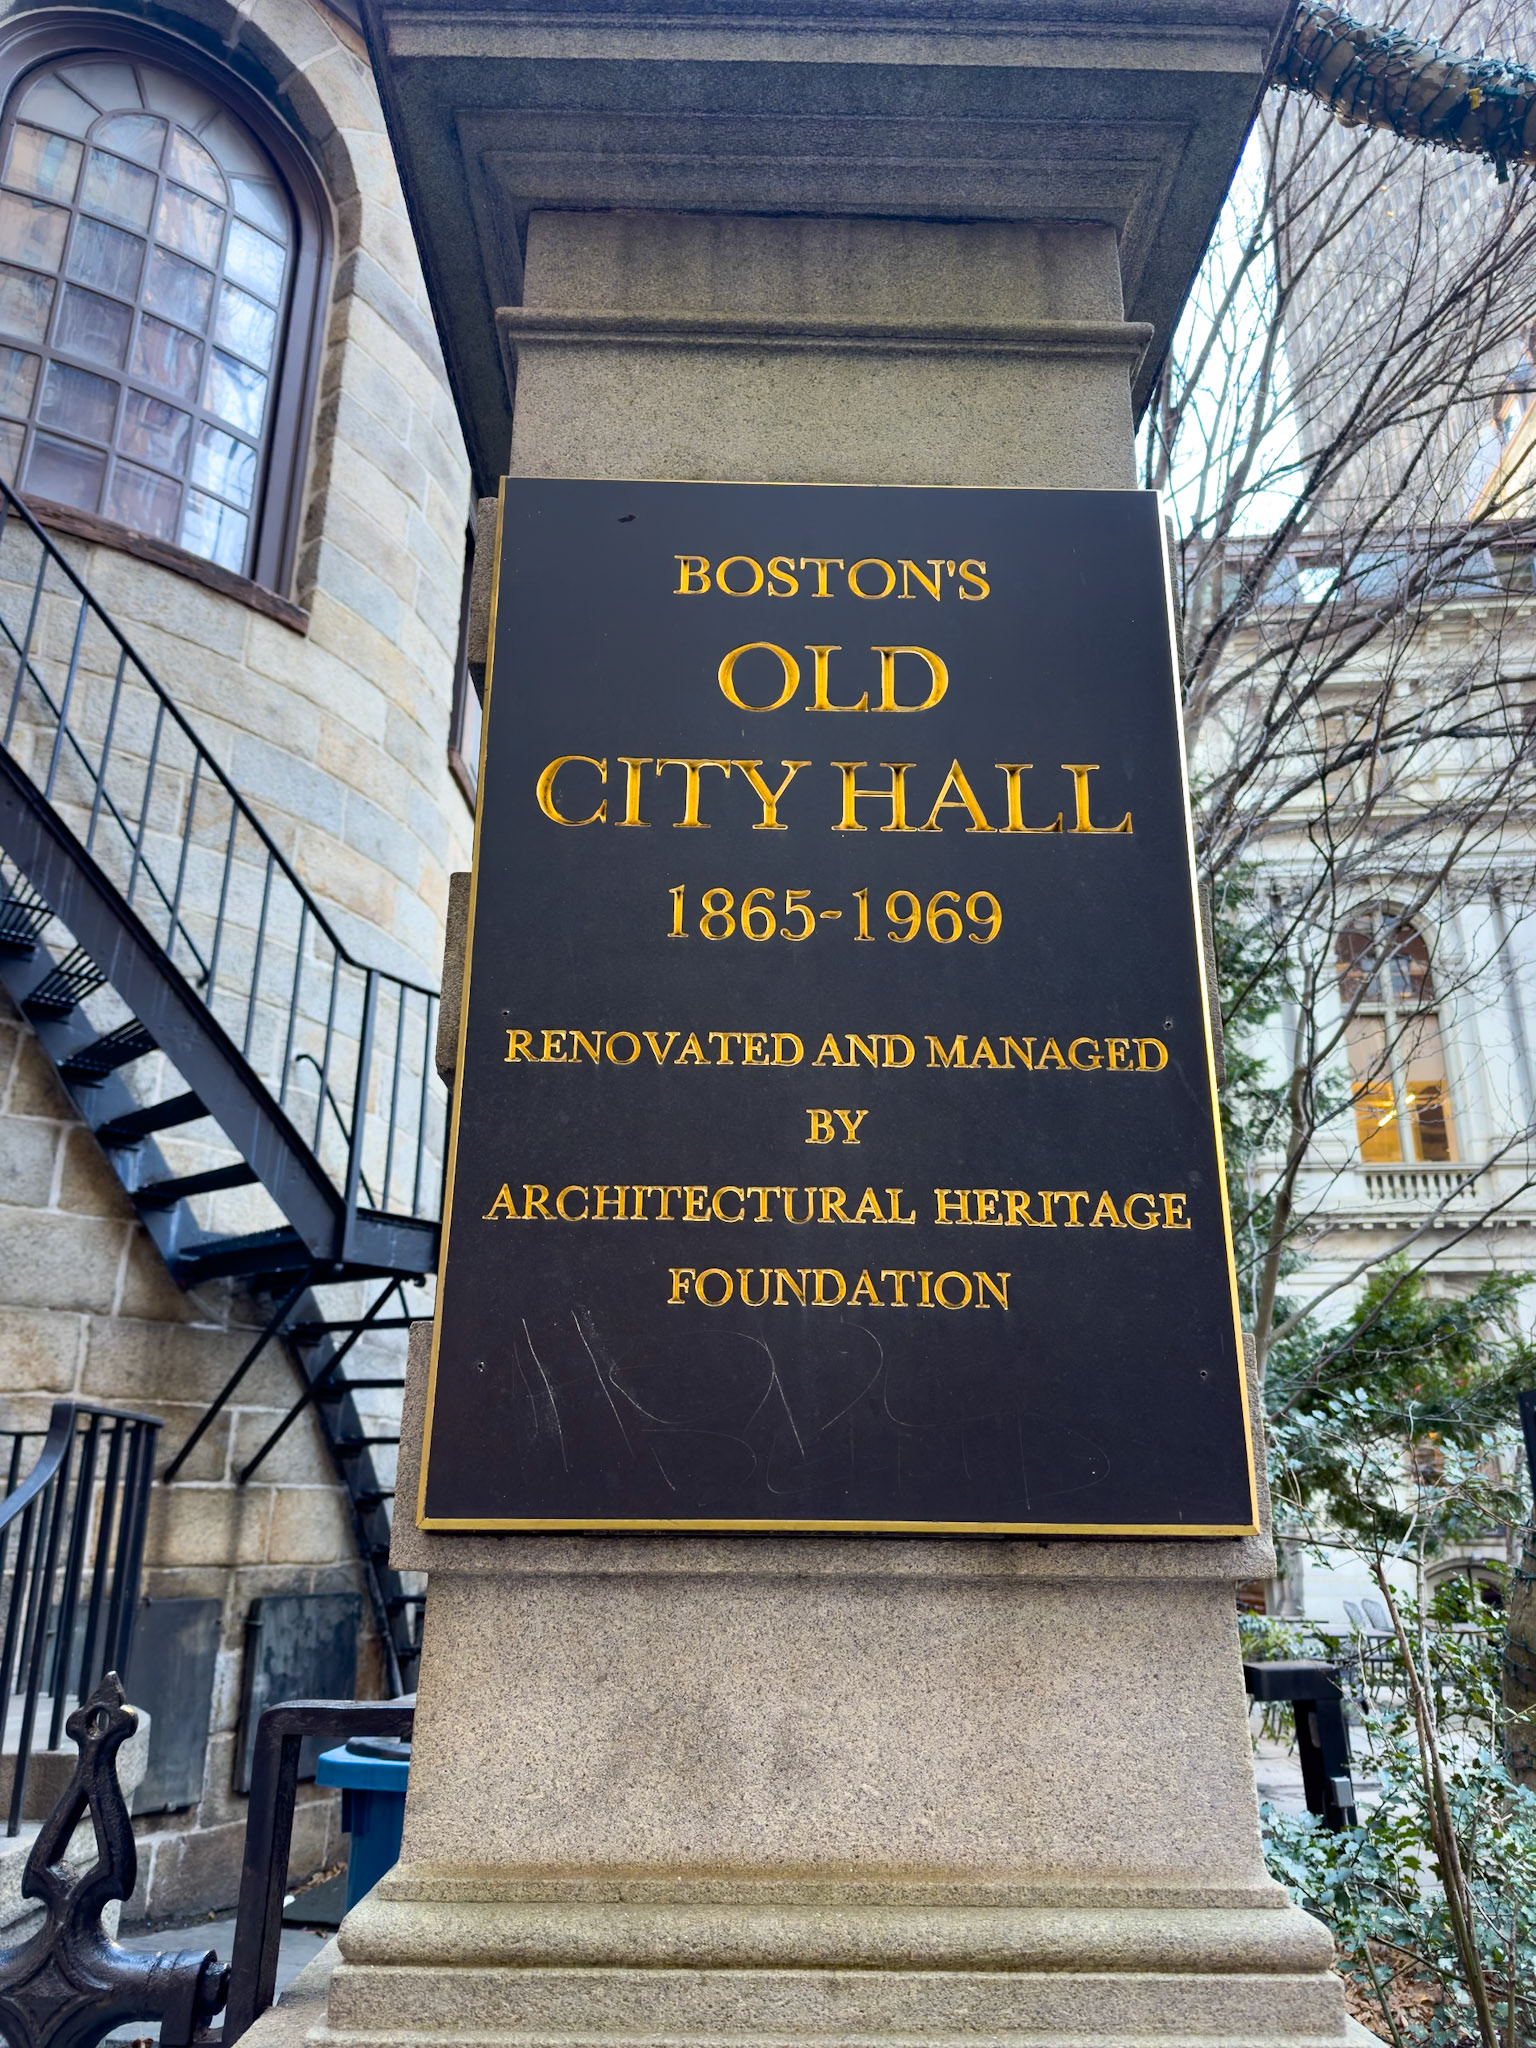 BOSTON'S
OLD
CITY HALL
1865-1969
RENOVATED AND MANAGED
BY
ARCHITECTURAL HERITAGE
FOUNDATION